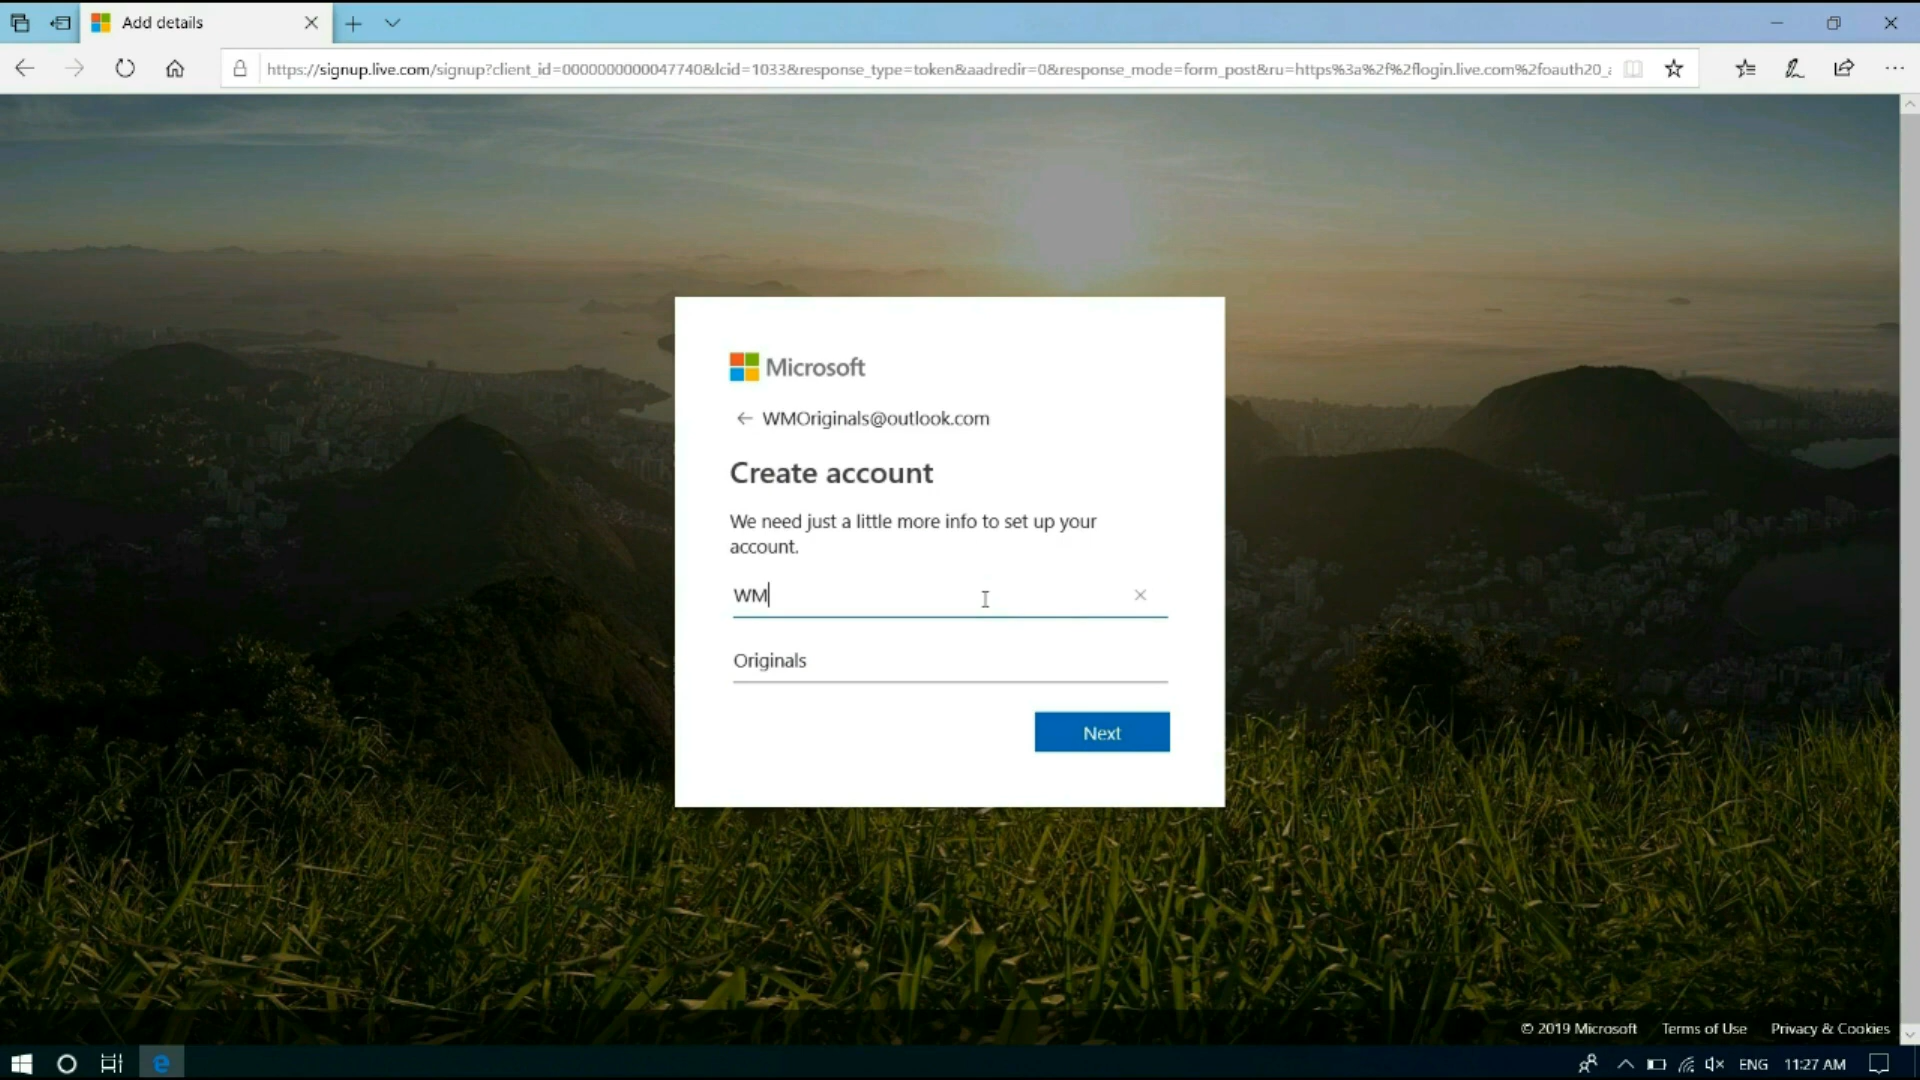 Add details
https://signup.live.com/signup?client_id=0000000000047740&lcid=1033&response_type=token&aadredir=0&response_mode=form_post&ru=https%3a%2f%2flogin.live.com%2foauth20_
Microsoft
WMOriginals@outlook.com
Create account
We need just a little more info to set up your
account.
WM
Originals
Next
© 2019 Microsoft Terms of Use Privacy & Cookies
ENG 11:27 AM